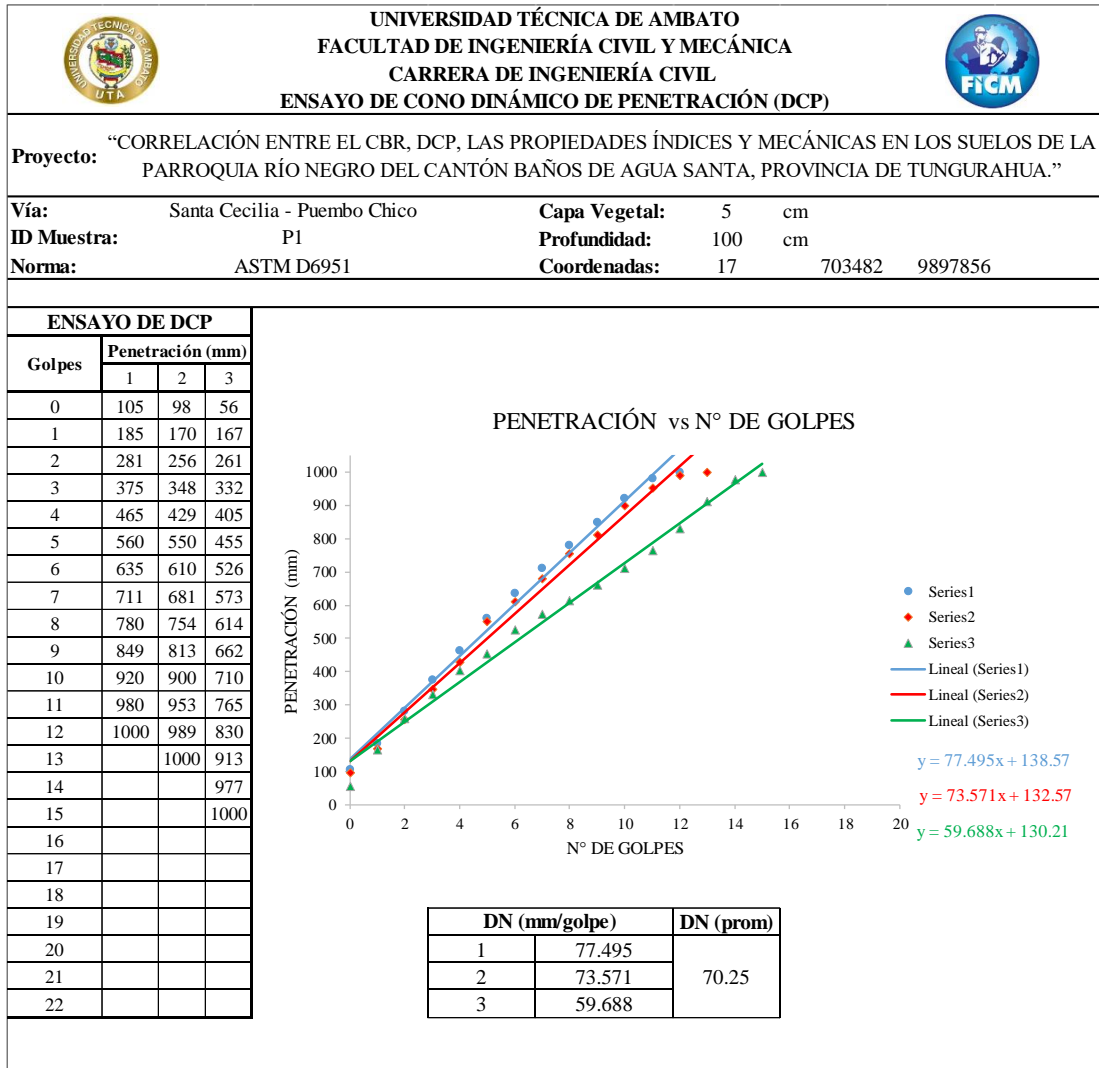 UNIVERSIDAD TÉCNICA DE AMBATO
FACULTAD DE INGENIERÍA CIVIL Y MECÁNICA
CARRERA DE INGENIERÍA CIVIL
ENSAYO DE CONO DINÁMICO DE PENETRACIÓN (DCP)
UNIVERSIDAD TECNICA DE AMBATO
UTA
FICM
Proyecto: “CORRELACIÓN ENTRE EL CBR, DCP, LAS PROPIEDADES ÍNDICES Y MECÁNICAS EN LOS SUELOS DE LA
PARROQUIA RÍO NEGRO DEL CANTÓN BAÑOS DE AGUA SANTA, PROVINCIA DE TUNGURAHUA.”
Vía: Santa Cecilia - Puembo Chico Capa Vegetal: 5 cm
ID Muestra: P1 Profundidad: 100 cm
Norma: ASTM D6951 Coordenadas: 17 703482 9897856
ENSAYO DE DCP
Golpes Penetración (mm)
1 2 3
0 105 98 56
1 185 170 167
2 281 256 261
3 375 348 332
4 465 429 405
5 560 550 455
6 635 610 526
7 711 681 573
8 780 754 614
9 849 813 662
10 920 900 710
11 980 953 765
12 1000 989 830
13 1000 913
14 977
15 1000
16
17
18
19
20
21
22
PENETRACIÓN vs N° DE GOLPES
PENETRACIÓN (mm)
1000
900
800
700
600
500
400
300
200
100
0
0 2 4 6 8 10 12 14 16 18 20
N° DE GOLPES
Series1
Series2
Series3
Lineal (Series1)
Lineal (Series2)
Lineal (Series3)
y = 77.495x + 138.57
y = 73.571x + 132.57
y = 59.688x + 130.21
DN (mm/golpe) DN (prom)
1 77.495
2 73.571 70.25
3 59.688